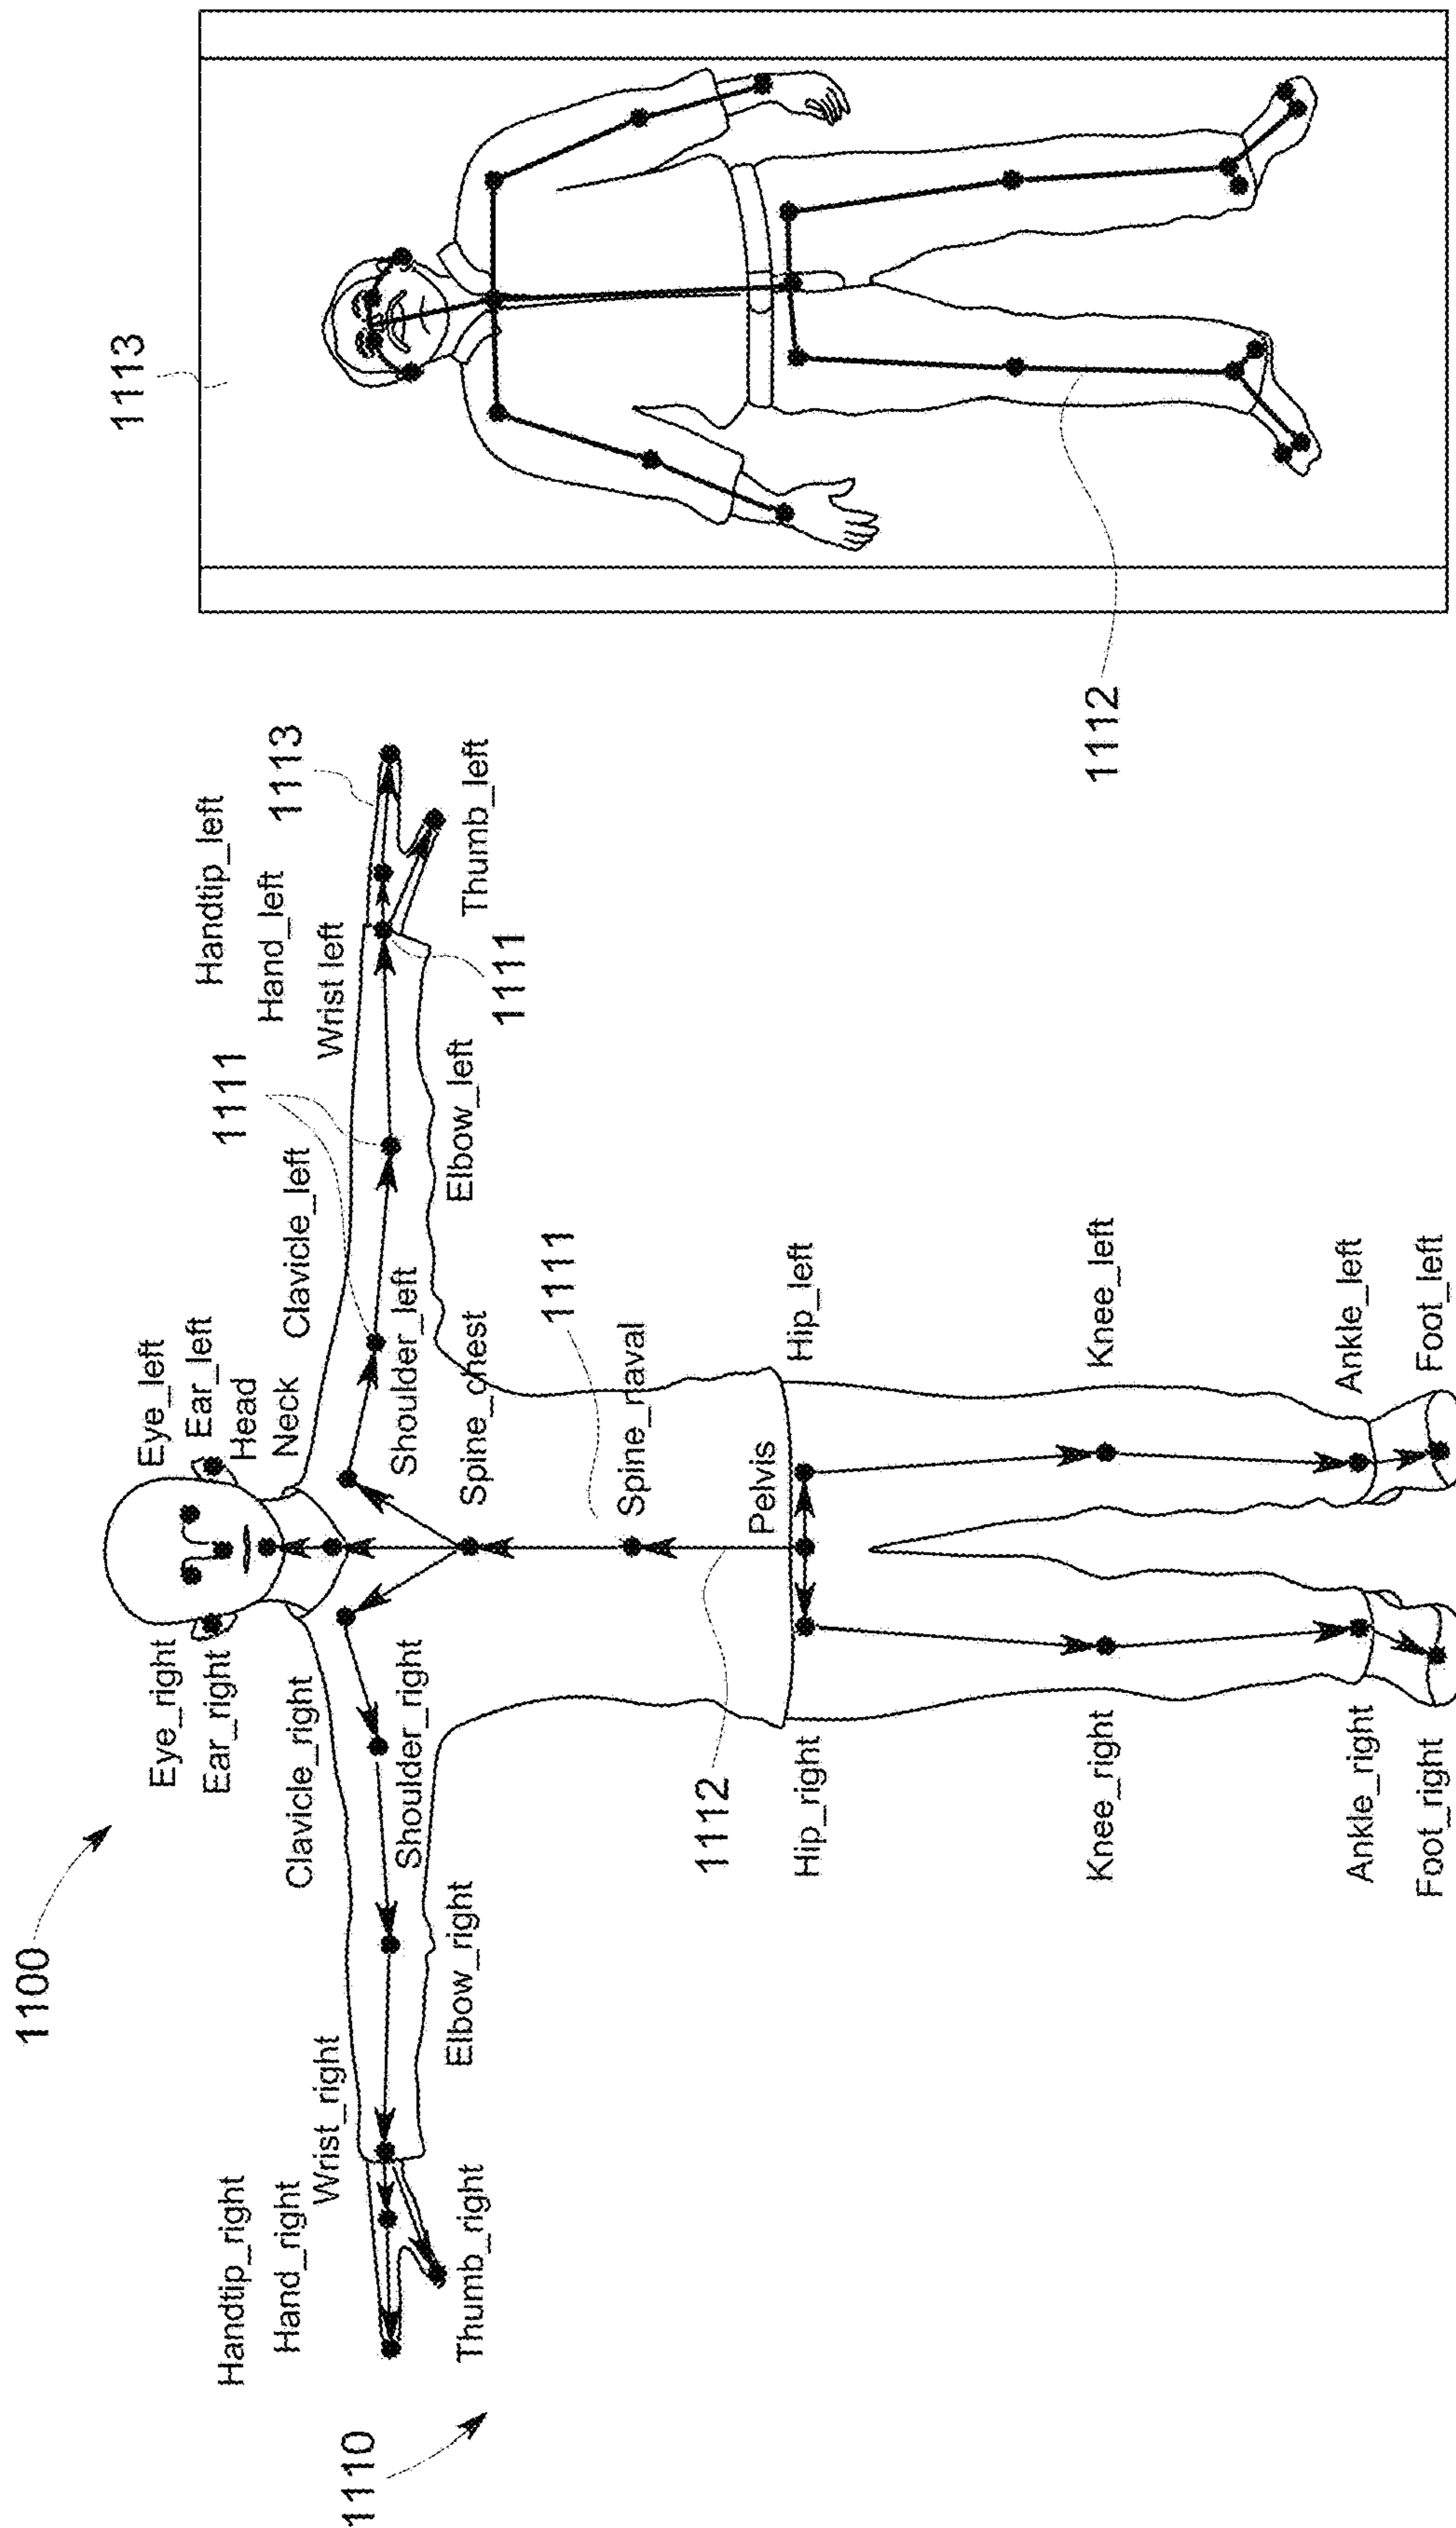 1100
1110
Handtip_right
Hand_right
Wrist_right
Thumb_right
Elbow_right
Clavicle_right
Shoulder_right
Eye_right
Ear_right
Eye_left
Ear_left
Head
Neck
Clavicle_left
Shoulder_left
Spine_chest
Spine_naval
Pelvis
1111
1111
Elbow_left
Wrist left
Hand_left
Handtip_left
1113
1111
Thumb_left
1112
Hip_right
Hip_left
Knee_right
Knee_left
Ankle_right
Ankle_left
Foot_right
Foot_left
1113
1112